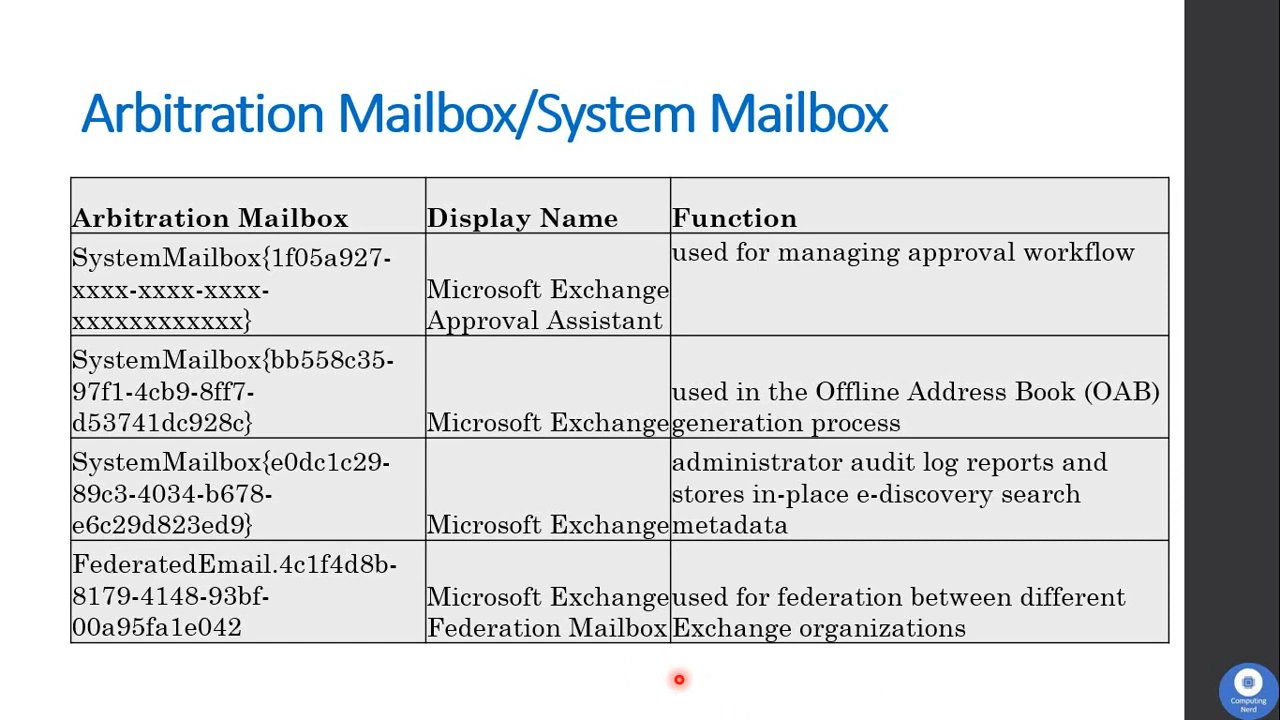 Arbitration Mailbox/System Mailbox
Arbitration Mailbox
Display Name
Function
SystemMailbox{1f05a927-
xxxx-xxxx-xxxx-
xxxxxxxxxxxx}
Microsoft Exchange
Approval Assistant
used for managing approval workflow
SystemMailbox{bb558c35-
97f1-4cb9-8ff7-
d53741dc928c}
Microsoft Exchange
used in the Offline Address Book (OAB)
generation process
SystemMailbox{e0dc1c29-
89c3-4034-b678-
e6c29d823ed9}
Microsoft Exchange
administrator audit log reports and
stores in-place e-discovery search
metadata
FederatedEmail.4c1f4d8b-
8179-4148-93bf-
00a95fa1e042
Microsoft Exchange
Federation Mailbox
used for federation between different
Exchange organizations
Computing
Nerd